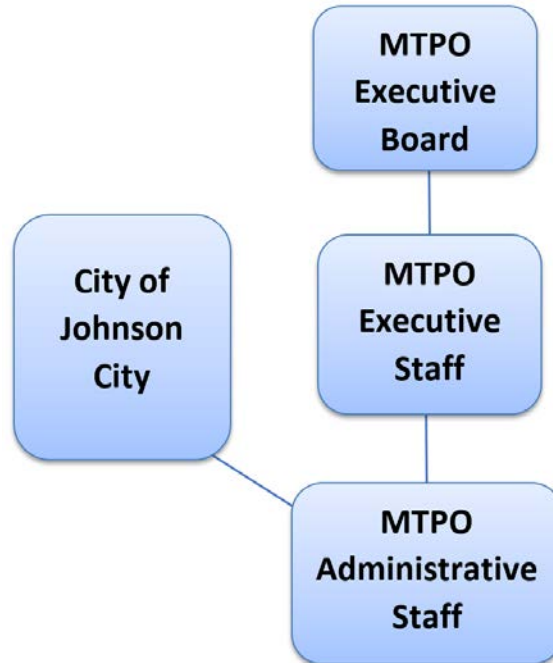 MTPO
Executive
Board
City of
Johnson
City
MTPO
Executive
Staff
MTPO
Administrative
Staff